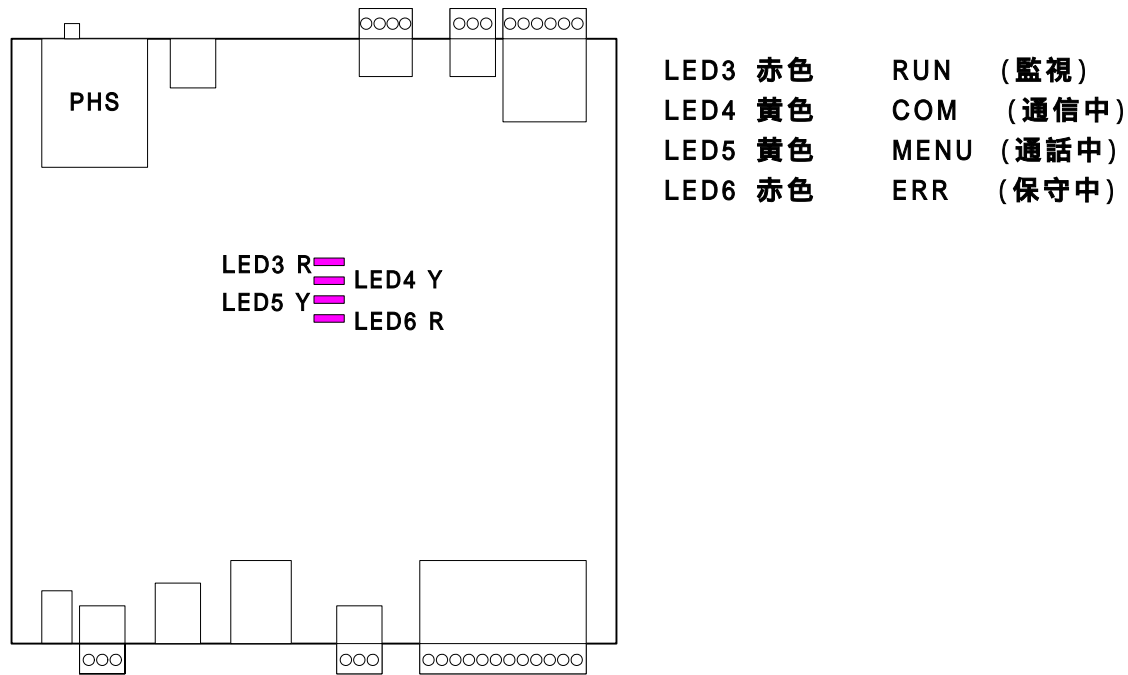 PHS
LED3 R
LED4 Y
LED5 Y
LED6 R
LED3 赤色 RUN (監視)
LED4 黄色 COM (通信中)
LED5 黄色 MENU (通話中)
LED6 赤色 ERR (保守中)